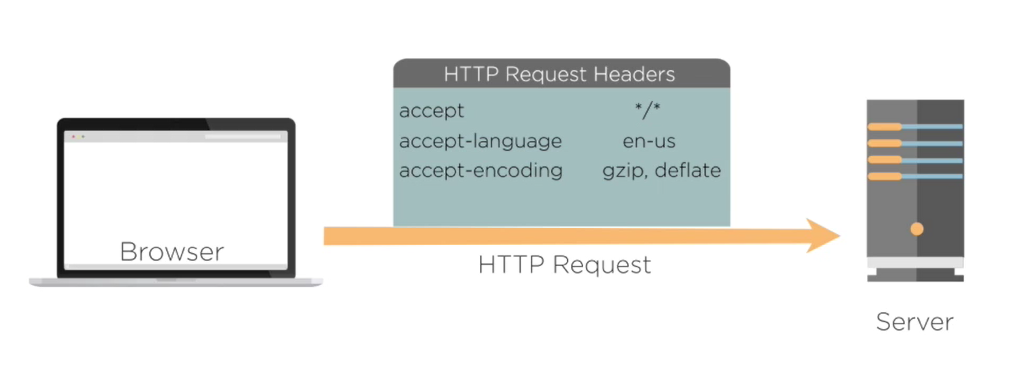 HTTP Request Headers
accept */*
accept-language en-us
accept-encoding gzip, deflate
Browser
HTTP Request
Server